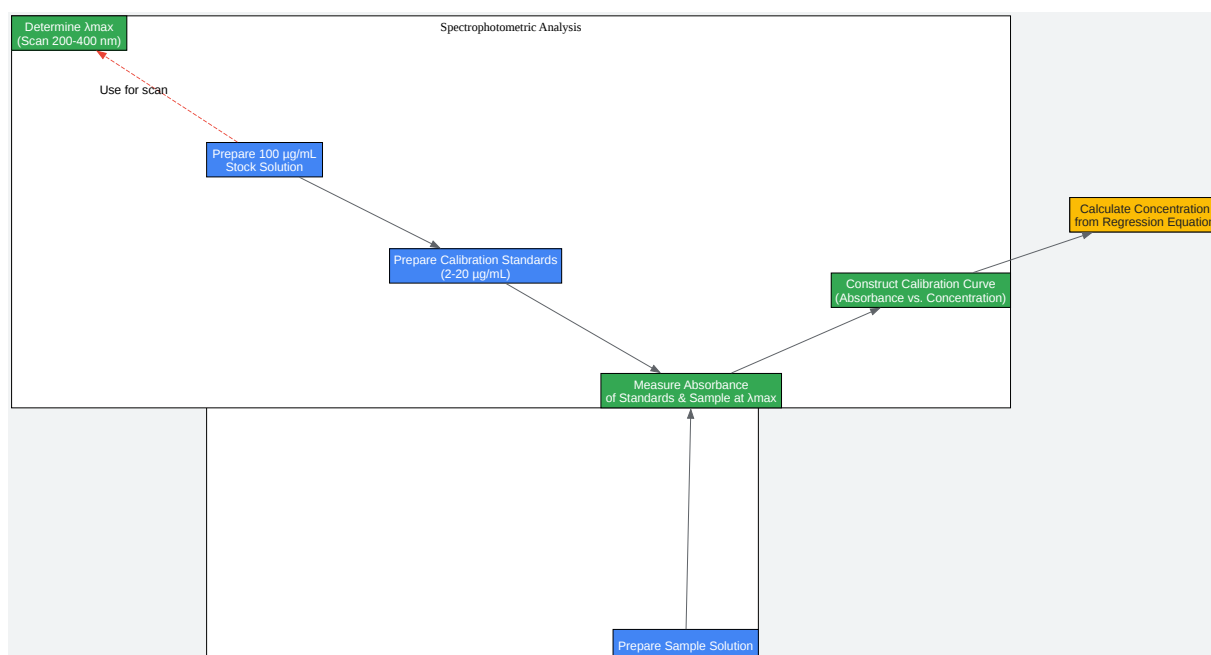 Determine λmax
(Scan 200-400 nm)
Spectrophotometric Analysis
Use for scan
Prepare 100 µg/mL
Stock Solution
Calculate Concentration
from Regression Equation
Prepare Calibration Standards
(2-20 µg/mL)
Construct Calibration Curve
(Absorbance vs. Concentration)
Measure Absorbance
of Standards & Sample at λmax
Prepare Sample Solution